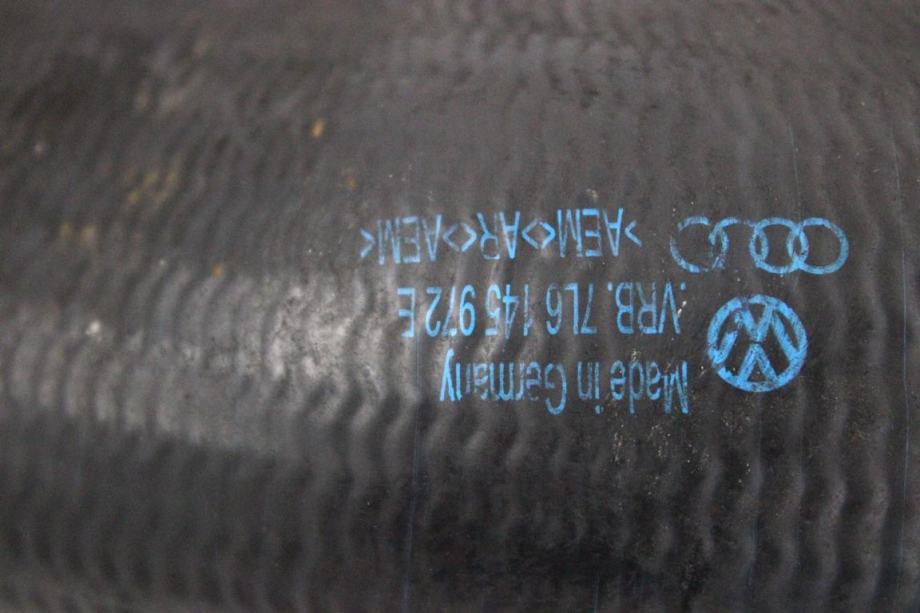 Made in Germany
.VRB. 7L6 145 972 E
>AEM<>AR<>AEM<